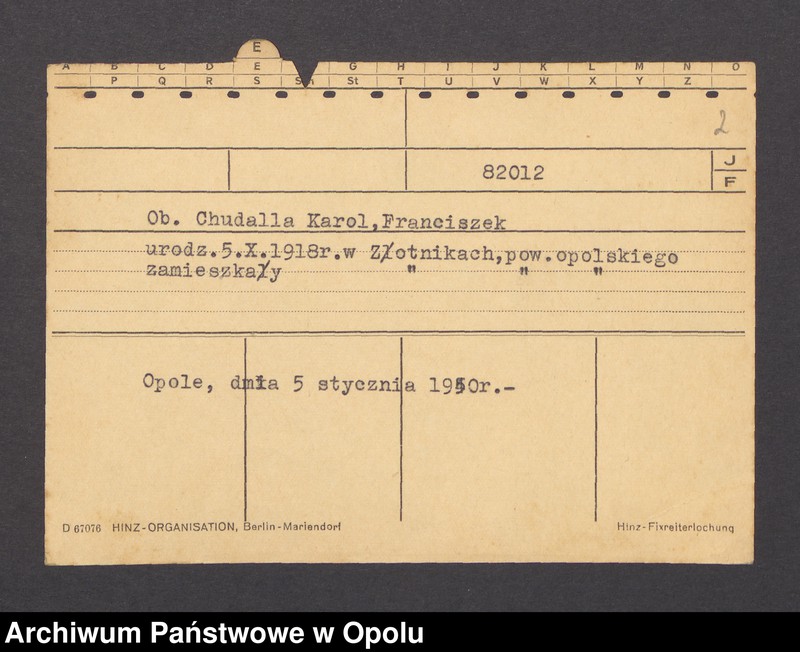 E
A B C D E G H I J K L M N O
P Q R S Sch St T U V W X Y Z
2
82012
J
F
Ob. Chudalla Karol,Franciszek
urodz.5.X.1918r.w Złotnikach,pow.opolskiego
zamieszkały " " "
Opole, dnia 5 stycznia 1950r.-
D 67076 HINZ-ORGANISATION, Berlin-Mariendorf
Hinz-Fixreiterlochung
Archiwum Państwowe w Opolu